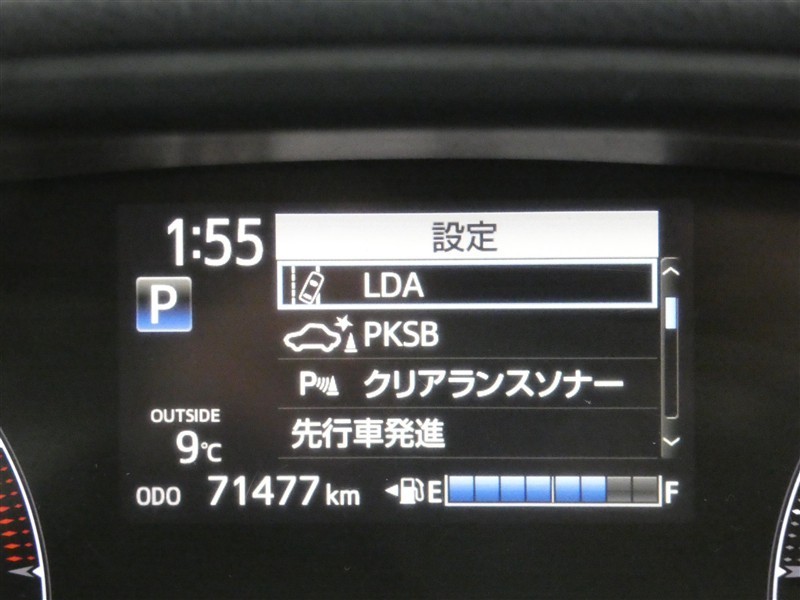 1:55
設定
LDA
P
PKSB
P クリアランスソナー
先行車発進
OUTSIDE
9℃
ODO 71477 km
E F